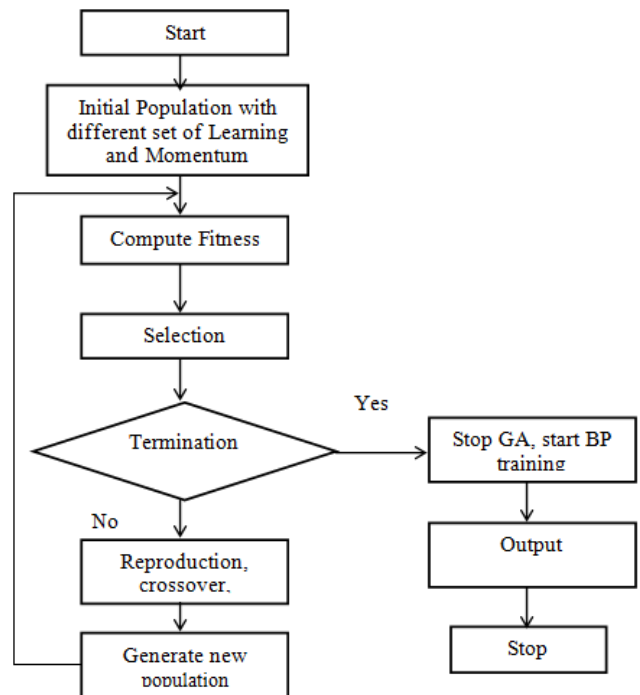 Start
Initial Population with
different set of Learning
and Momentum
Compute Fitness
Selection
Termination
Yes
No
Stop GA, start BP
training
Output
Stop
Reproduction,
crossover.
Generate new
population